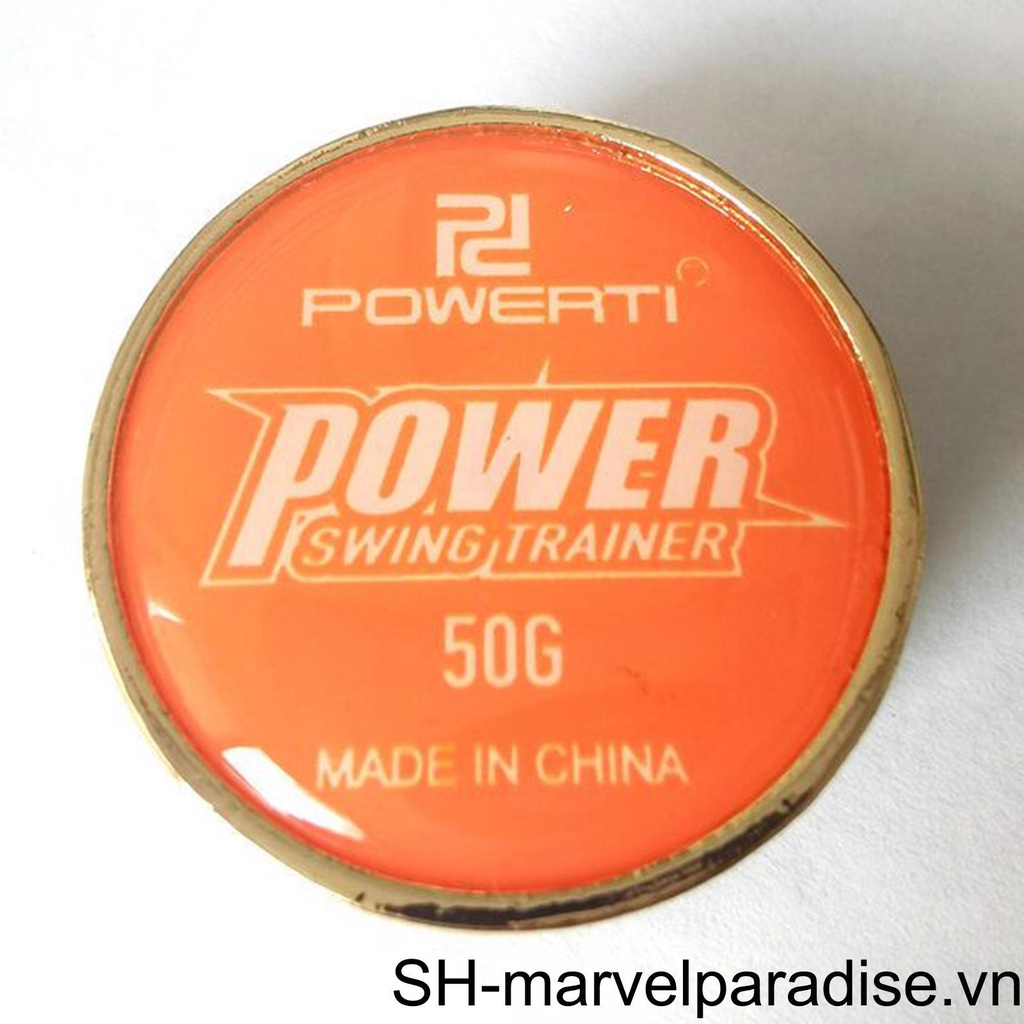 POWERTI
POWER
SWING TRAINER
50G
MADE IN CHINA
SH-marvelparadise.vn